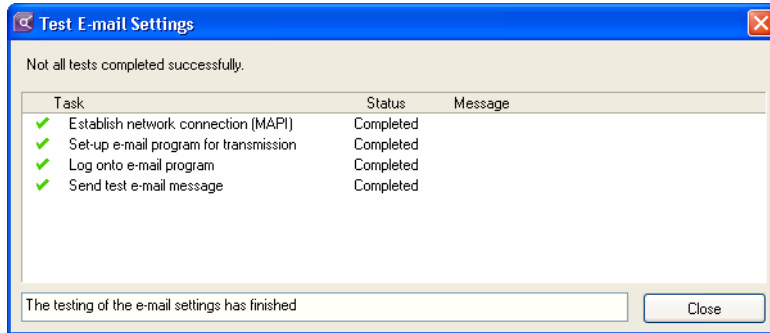 Test E-mail Settings
Not all tests completed successfully.
Task Status Message
Establish network connection (MAPI) Completed
Set-up e-mail program for transmission Completed
Log onto e-mail program Completed
Send test e-mail message Completed
The testing of the e-mail settings has finished Close